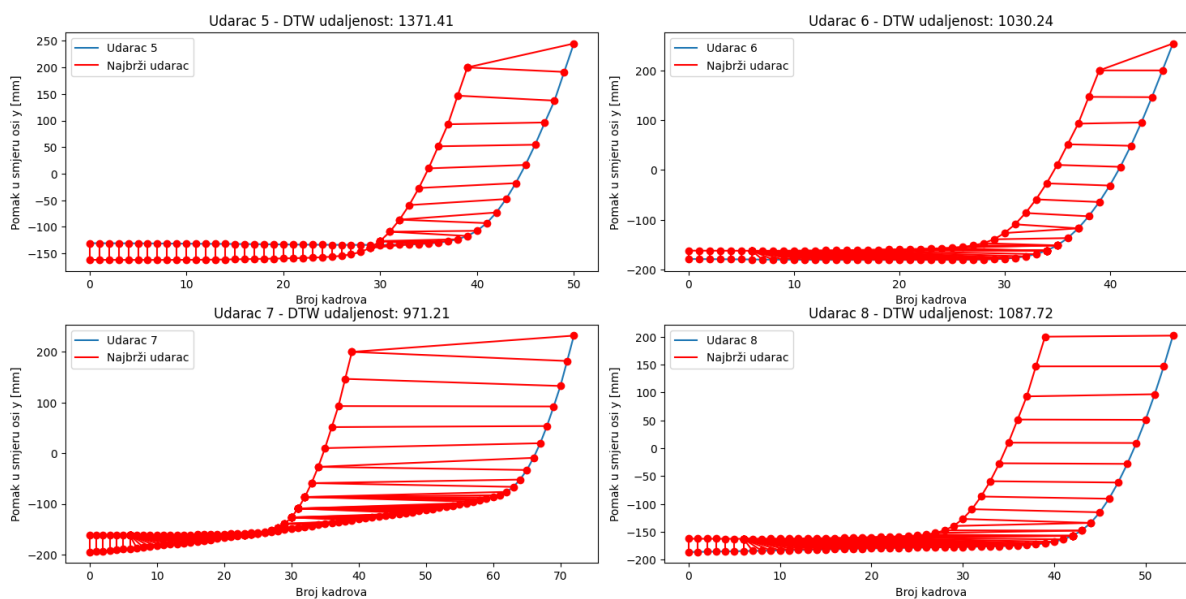 Udarac 5 - DTW udaljenost: 1371.41
Udarac 5
Najbrži udarac
Pomak u smjeru osi y [mm]
250
200
150
100
50
0
−50
−100
−150
0 10 20 30 40 50
Broj kadrova
Udarac 6 - DTW udaljenost: 1030.24
Udarac 6
Najbrži udarac
Pomak u smjeru osi y [mm]
200
100
0
−100
−200
0 10 20 30 40
Broj kadrova
Udarac 7 - DTW udaljenost: 971.21
Udarac 7
Najbrži udarac
Pomak u smjeru osi y [mm]
200
100
0
−100
−200
0 10 20 30 40 50 60 70
Broj kadrova
Udarac 8 - DTW udaljenost: 1087.72
Udarac 8
Najbrži udarac
Pomak u smjeru osi y [mm]
200
150
100
50
0
−50
−100
−150
−200
0 10 20 30 40 50
Broj kadrova